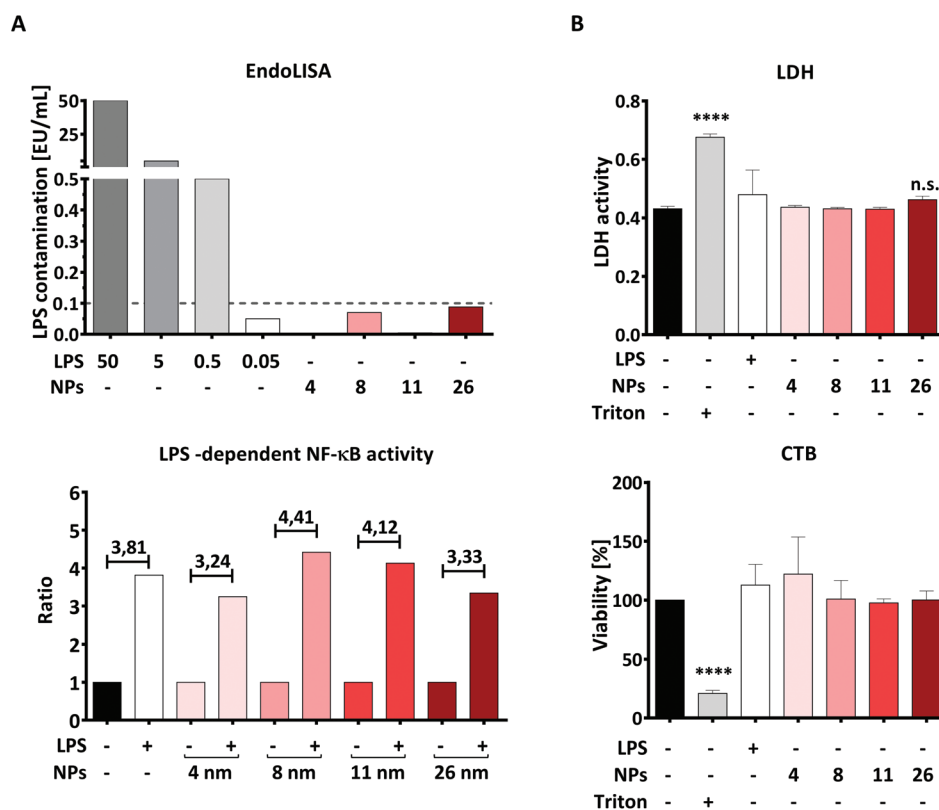 A
EndoLISA
LPS contamination [EU/mL]
50
25
0.5
0.4
0.3
0.2
0.1
0.0
LPS 50 5 0.5 0.05 - - - -
NPs - - - - 4 8 11 26
LPS -dependent NF-κB activity
Ratio
6
5
4
3
2
1
0
3,81
3,24
4,41
4,12
3,33
LPS - + - + - + - + - +
NPs 4 nm 8 nm 11 nm 26 nm
B
LDH
LDH activity
0.8
0.6
0.4
0.2
0.0
****
n.s.
LPS - - + - - - -
NPs - - - 4 8 11 26
Triton - + - - - - -
CTB
Viability [%]
200
150
100
50
0
****
LPS - - + - - - -
NPs - - - 4 8 11 26
Triton - + - - - - -